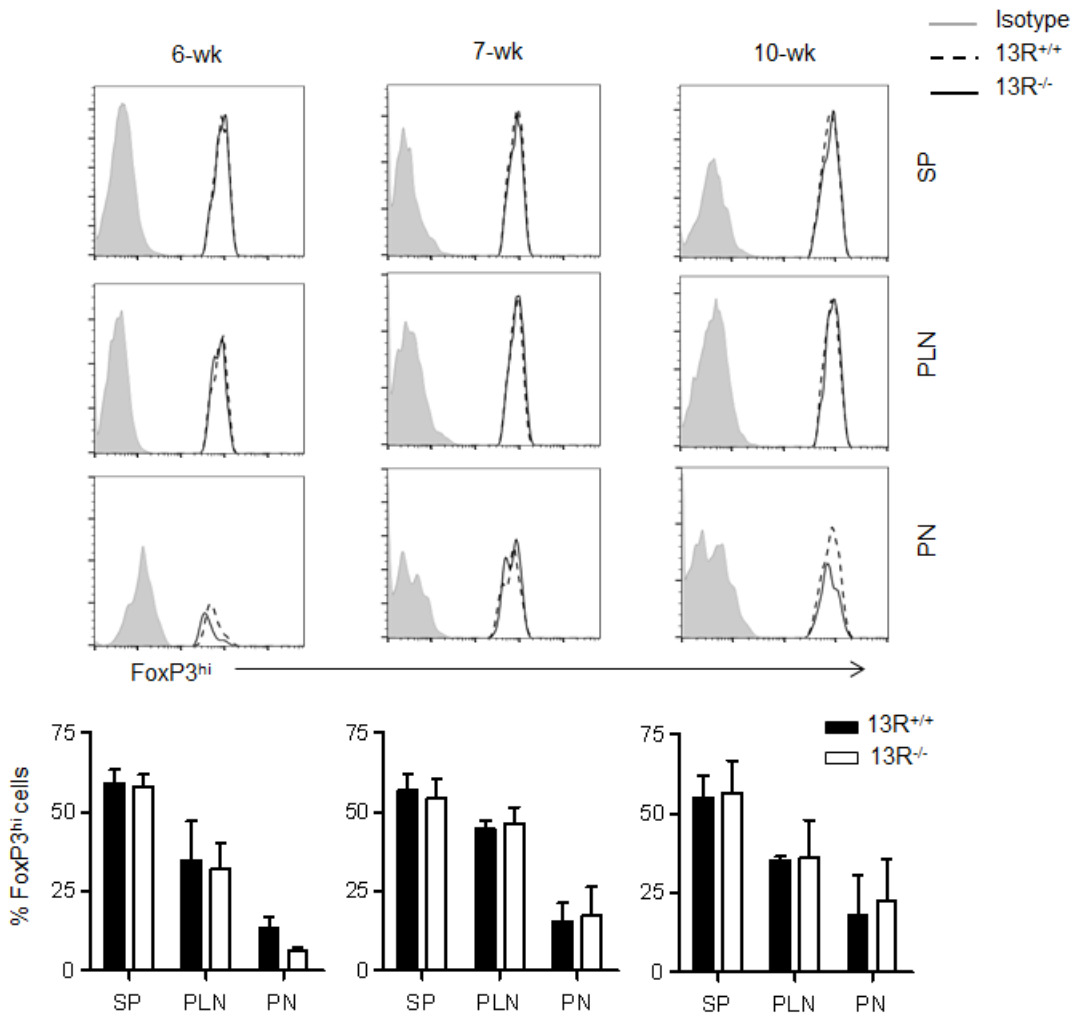 Isotype
13R+/+
13R-/-
6-wk 7-wk 10-wk
SP
PLN
PN
FoxP3hi
13R+/+
13R-/-
% FoxP3hi cells
75 75 75
50 50 50
25 25 25
0 0 0
SP PLN PN SP PLN PN SP PLN PN